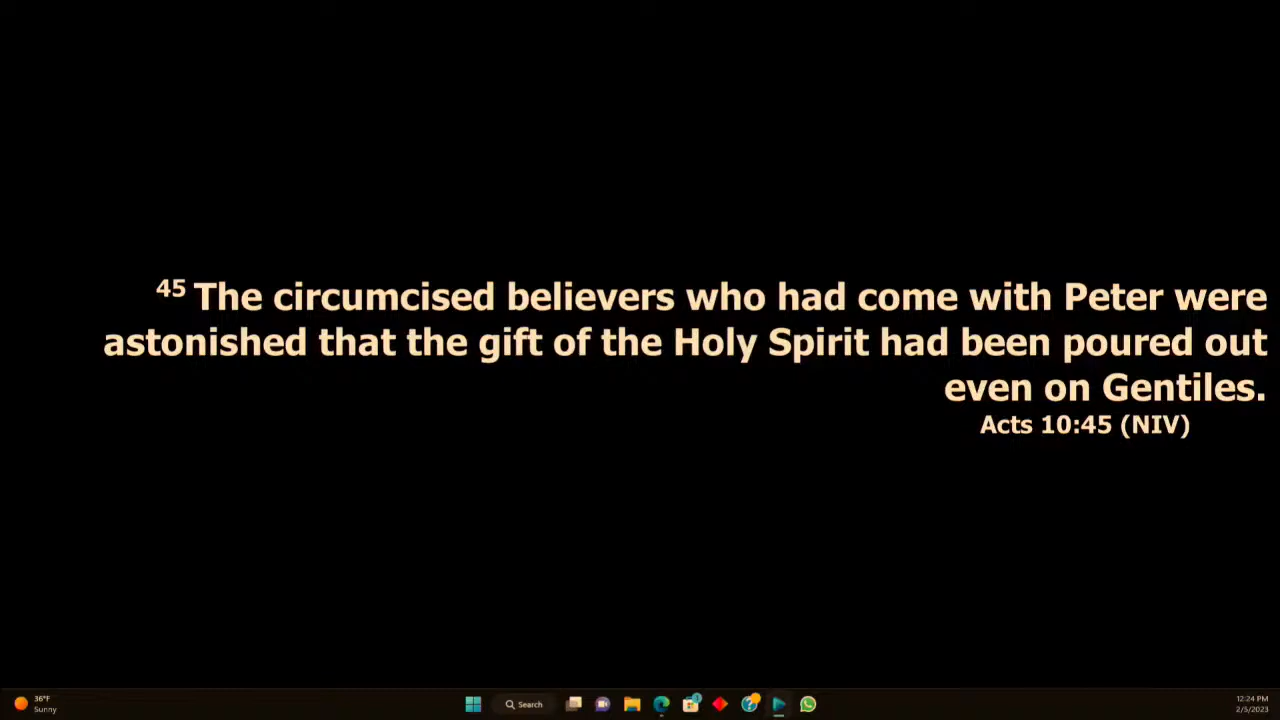 45 The circumcised believers who had come with Peter were
astonished that the gift of the Holy Spirit had been poured out
even on Gentiles.
Acts 10:45 (NIV)
36°F
Sunny
Search
12:24 PM
2/5/2023